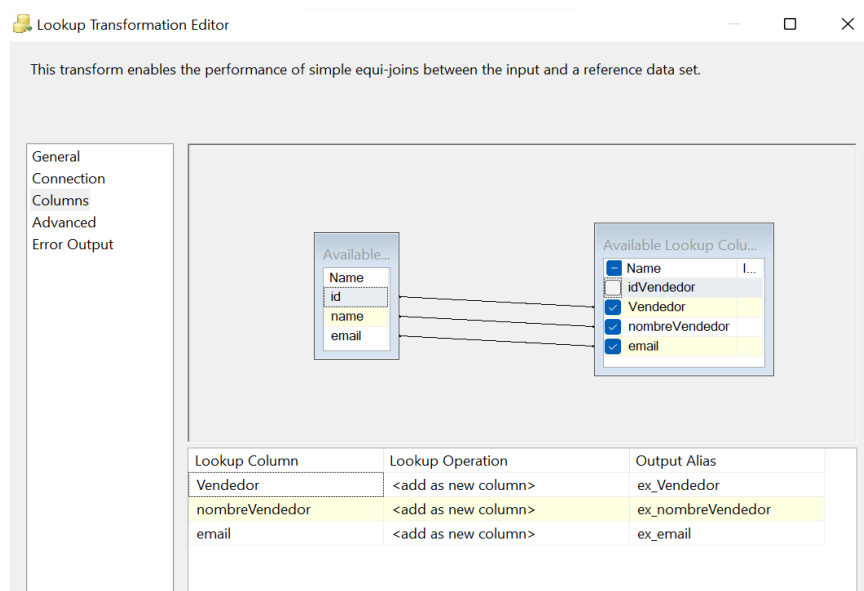 Lookup Transformation Editor
This transform enables the performance of simple equi-joins between the input and a reference data set.
General
Connection
Columns
Advanced
Error Output
Available...
Name
id
name
email
Available Lookup Colu...
Name I...
idVendedor
Vendedor
nombreVendedor
email
Lookup Column Lookup Operation Output Alias
Vendedor <add as new column> ex_Vendedor
nombreVendedor <add as new column> ex_nombreVendedor
email <add as new column> ex_email